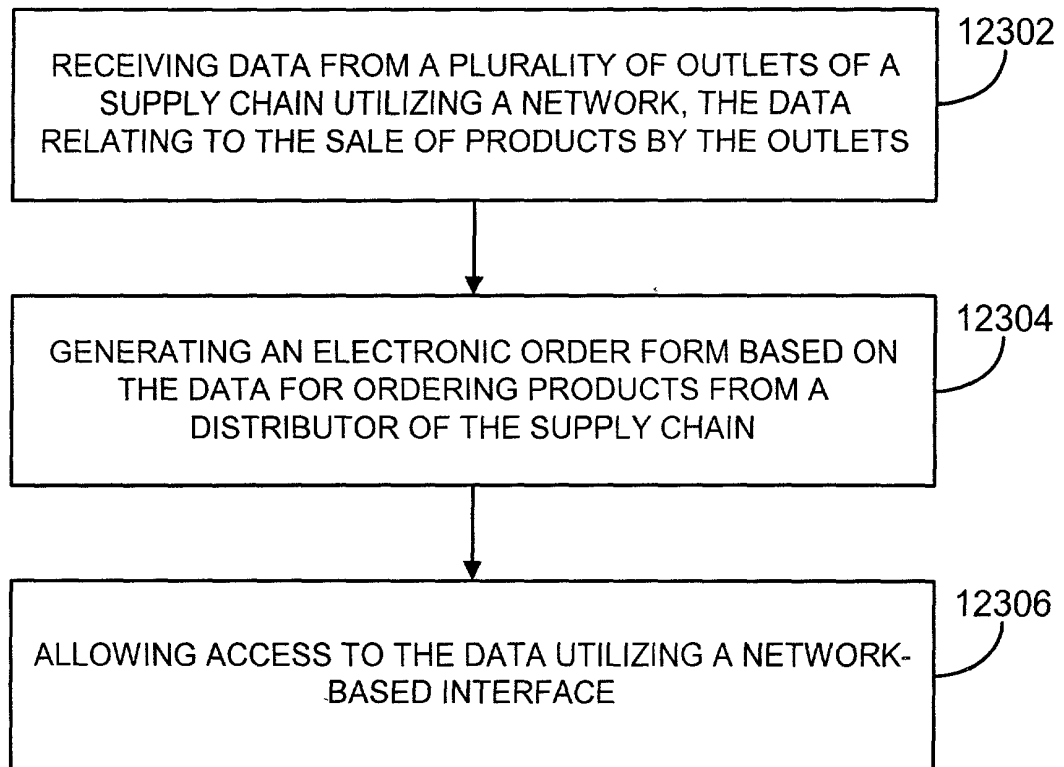 12302
RECEIVING DATA FROM A PLURALITY OF OUTLETS OF A
SUPPLY CHAIN UTILIZING A NETWORK, THE DATA
RELATING TO THE SALE OF PRODUCTS BY THE OUTLETS
12304
GENERATING AN ELECTRONIC ORDER FORM BASED ON
THE DATA FOR ORDERING PRODUCTS FROM A
DISTRIBUTOR OF THE SUPPLY CHAIN
12306
ALLOWING ACCESS TO THE DATA UTILIZING A NETWORK-
BASED INTERFACE